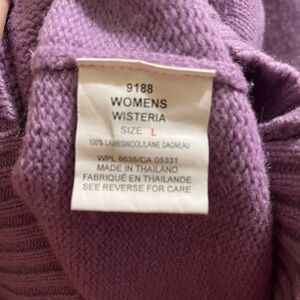 9188
WOMENS
WISTERIA
SIZE L
100% LAMBSWOOL/LAINE DAGNEAU
WPL 6635/CA 05331
MADE IN THAILAND
FABRIQUÉ EN THAILANDE
SEE REVERSE FOR CARE